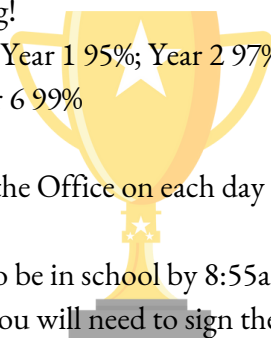 g!
Year 1 95%; Year 2 97%
6 99%
the Office on each day
o be in school by 8:55a
ou will need to sign the